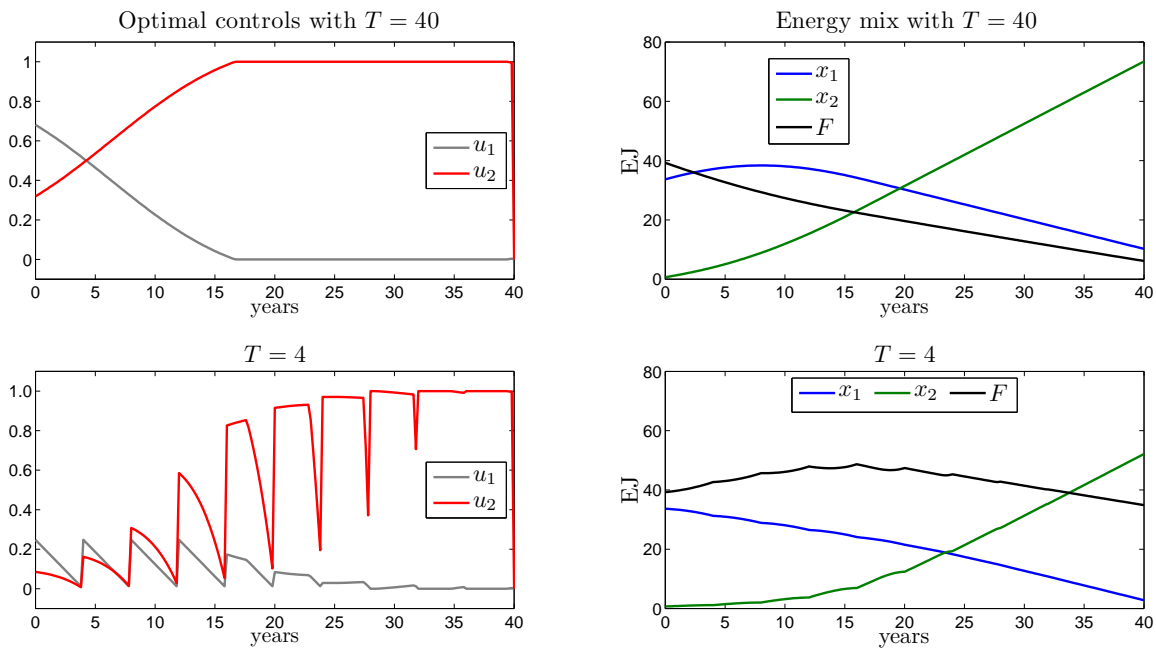 Optimal controls with T = 40
1
0.8
0.6
0.4
0.2
0
u1
u2
0 5 10 15 20 25 30 35 40
years
Energy mix with T = 40
80
60
40
20
0
EJ
x1
x2
F
0 5 10 15 20 25 30 35 40
years
T = 4
1.0
0.8
0.6
0.4
0.2
0
u1
u2
0 5 10 15 20 25 30 35 40
years
T = 4
80
60
40
20
0
EJ
x1 x2 F
0 5 10 15 20 25 30 35 40
years